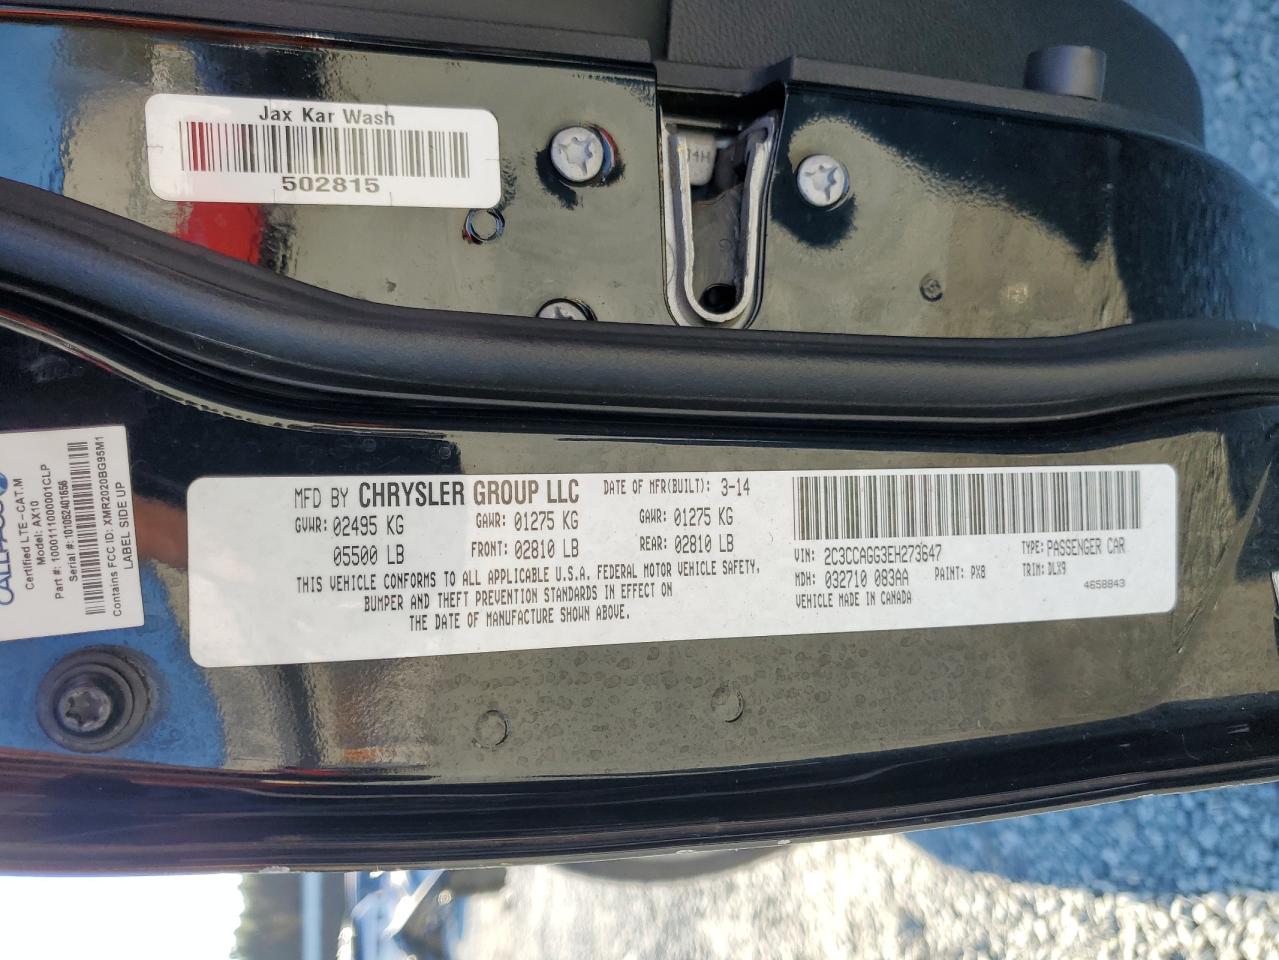 Jax Kar Wash
502815
14H
Certified LTE-CAT.M
Model: AX10
Part #: 1000111000001CLP
Serial #:101052401656
Contains FCC ID: XMR2020BG95M1
LABEL SIDE UP
MFD BY CHRYSLER GROUP LLC DATE OF MFR(BUILT): 3-14
GVWR: 02495 KG GAWR: 01275 KG GAWR: 01275 KG
05500 LB FRONT: 02810 LB REAR: 02810 LB
THIS VEHICLE CONFORMS TO ALL APPLICABLE U.S.A. FEDERAL MOTOR VEHICLE SAFETY,
BUMPER AND THEFT PREVENTION STANDARDS IN EFFECT ON
THE DATE OF MANUFACTURE SHOWN ABOVE.
VIN: 2C3CCAGG3EH273647 TYPE: PASSENGER CAR
MDH: 032710 083AA PAINT: PX8 TRIM: DLX9
VEHICLE MADE IN CANADA 4658843